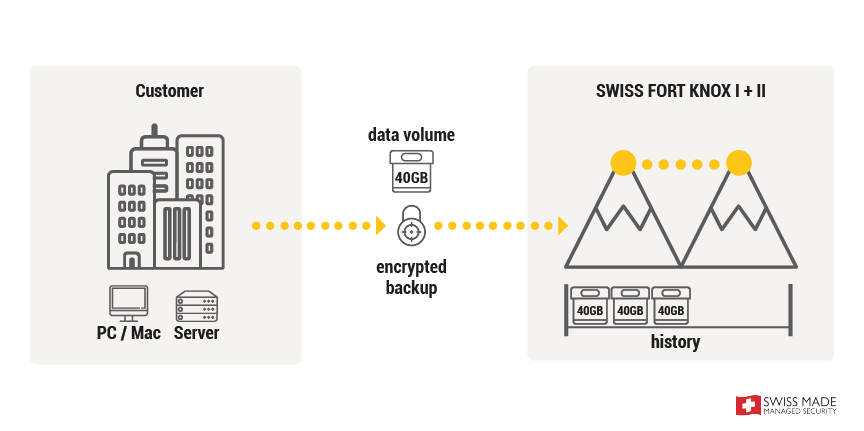 Customer
PC / Mac
Server
data volume
40GB
encrypted
backup
SWISS FORT KNOX I + II
40GB
40GB
40GB
history
SWISS MADE
MANAGED SECURITY